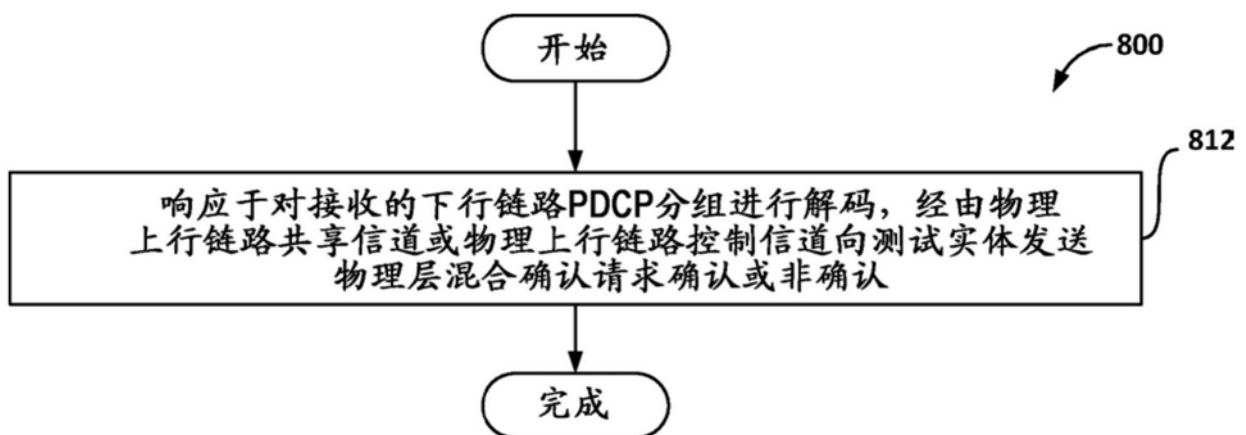 开始
800
812
响应于对接收的下行链路PDCP分组进行解码，经由物理
上行链路共享信道或物理上行链路控制信道向测试实体发送
物理层混合确认请求确认或非确认
完成